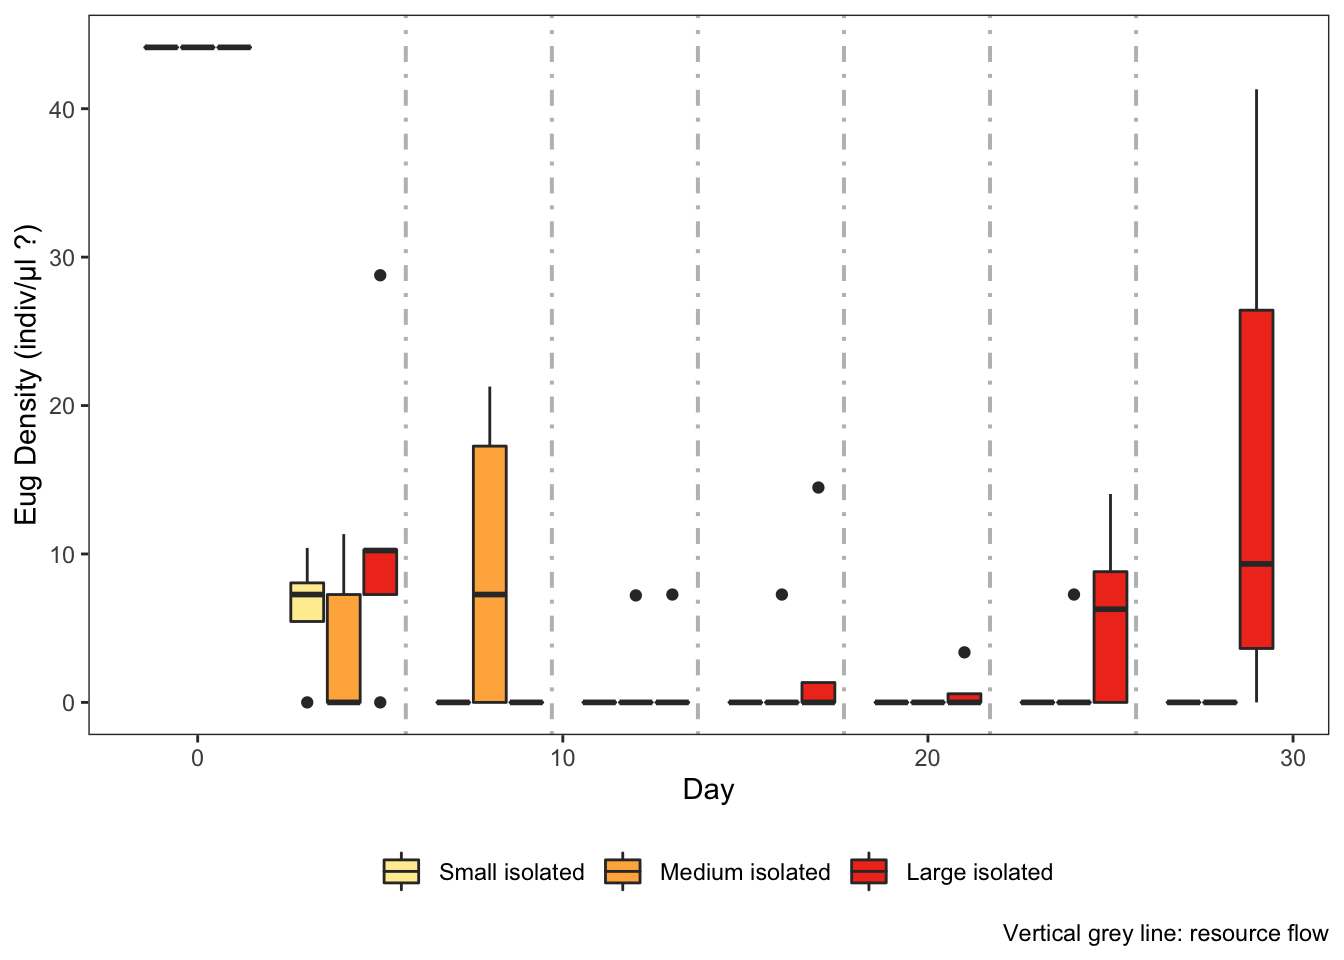 40
30
20
10
0
Eug Density (indiv/µl ?)
0 10 20 30
Day
Small isolated Medium isolated Large isolated
Vertical grey line: resource flow